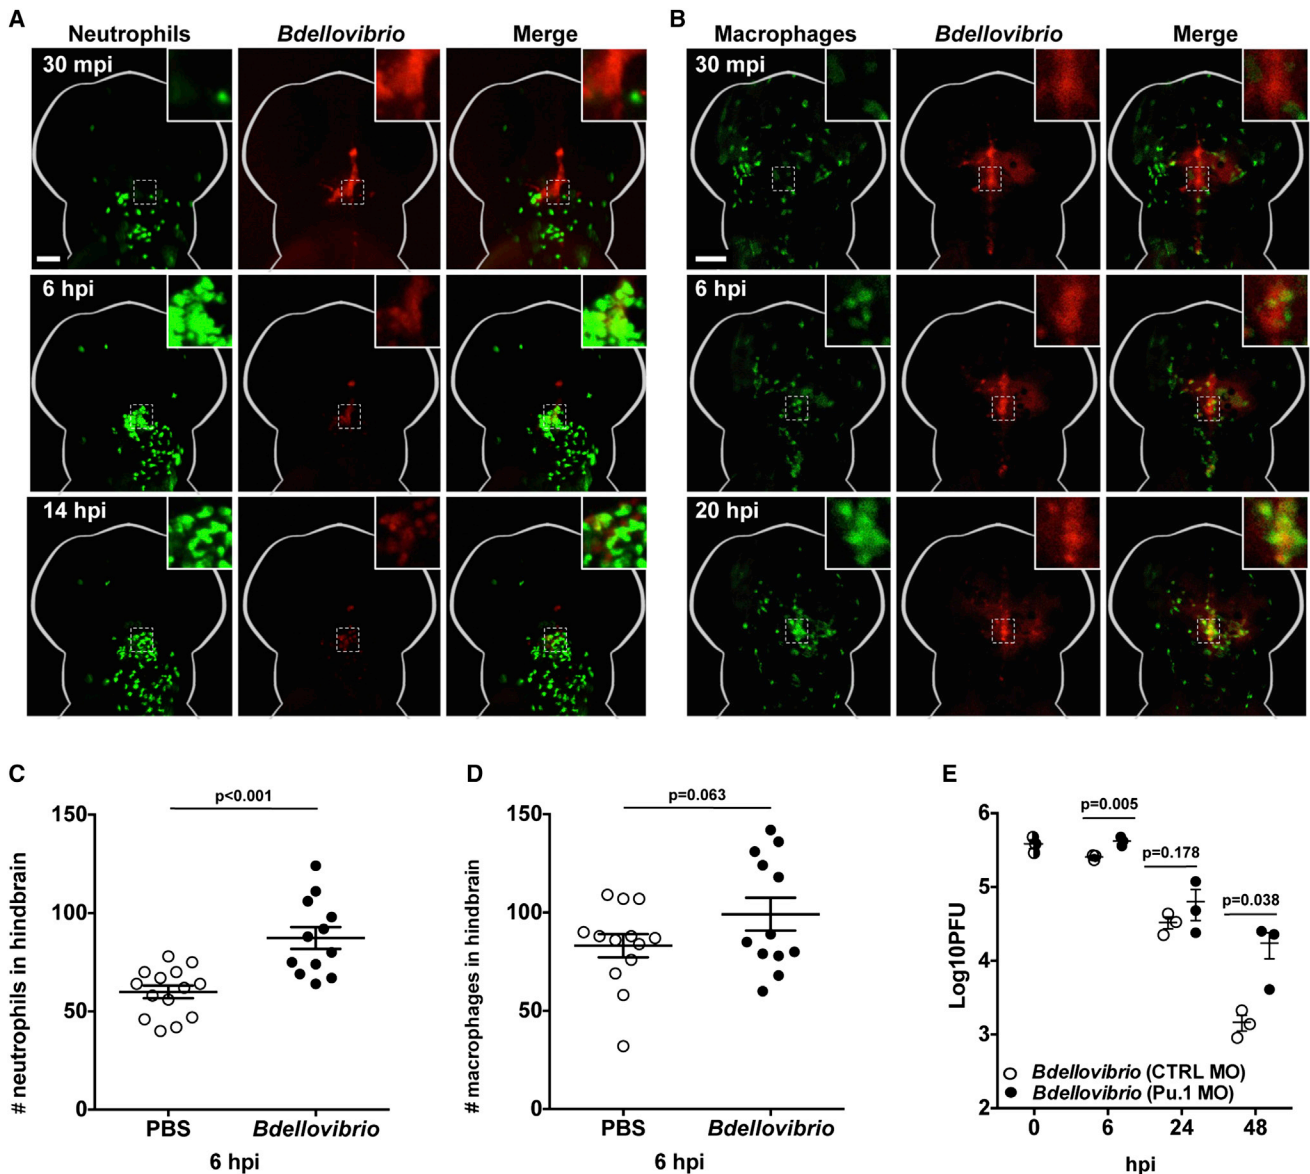 A
Neutrophils Bdellovibrio Merge
30 mpi
6 hpi
14 hpi
B
Macrophages Bdellovibrio Merge
30 mpi
6 hpi
20 hpi
C
# neutrophils in hindbrain
150
100
50
0
p<0.001
PBS Bdellovibrio
6 hpi
D
# macrophages in hindbrain
150
100
50
0
p=0.063
PBS Bdellovibrio
6 hpi
E
Log10PFU
6
5
4
3
2
p=0.005
p=0.178
p=0.038
Bdellovibrio (CTRL MO)
Bdellovibrio (Pu.1 MO)
0 6 24 48
hpi